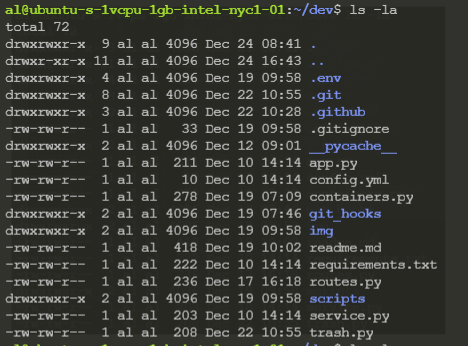 al@ubuntu-s-1vcpu-1gb-intel-nyc1-01:~/dev$ ls -la
total 72
drwxrwxr-x 9 al al 4096 Dec 24 08:41 .
drwxr-xr-x 11 al al 4096 Dec 24 16:43 ..
drwxrwxr-x 4 al al 4096 Dec 19 09:58 .env
drwxrwxr-x 8 al al 4096 Dec 22 10:55 .git
drwxrwxr-x 3 al al 4096 Dec 22 10:28 .github
-rw-rw-r-- 1 al al 33 Dec 19 09:58 .gitignore
drwxrwxr-x 2 al al 4096 Dec 12 09:01 __pycache__
-rw-rw-r-- 1 al al 211 Dec 10 14:14 app.py
-rw-rw-r-- 1 al al 10 Dec 10 14:14 config.yml
-rw-rw-r-- 1 al al 278 Dec 19 07:09 containers.py
drwxrwxr-x 2 al al 4096 Dec 19 07:46 git_hooks
drwxrwxr-x 2 al al 4096 Dec 19 09:58 img
-rw-rw-r-- 1 al al 418 Dec 19 10:02 readme.md
-rw-rw-r-- 1 al al 222 Dec 10 14:14 requirements.txt
-rw-rw-r-- 1 al al 236 Dec 17 16:18 routes.py
drwxrwxr-x 2 al al 4096 Dec 19 09:58 scripts
-rw-rw-r-- 1 al al 203 Dec 10 14:14 service.py
-rw-rw-r-- 1 al al 208 Dec 22 10:55 trash.py